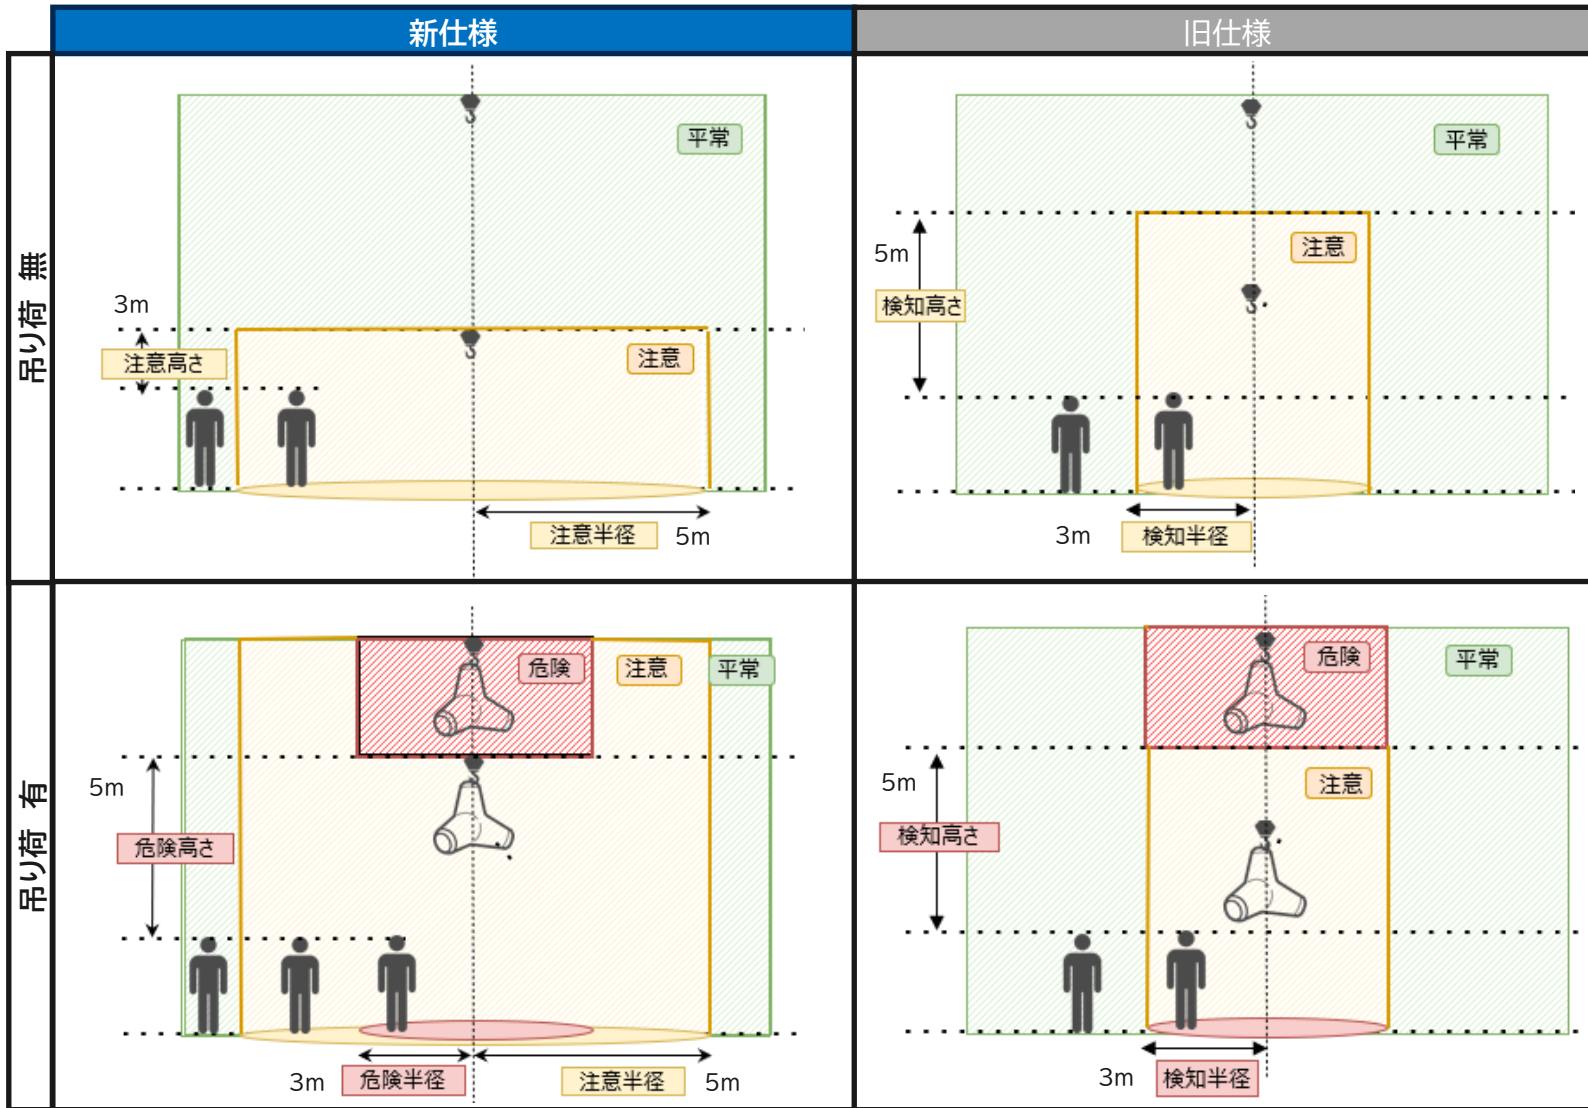 新仕様
旧仕様
吊り荷 無
平常
3m
注意高さ
注意
注意半径
5m
平常
5m
注意
検知高さ
3m
検知半径
吊り荷 有
危険
注意
平常
5m
危険高さ
3m
危険半径
注意半径
5m
危険
平常
5m
注意
検知高さ
3m
検知半径